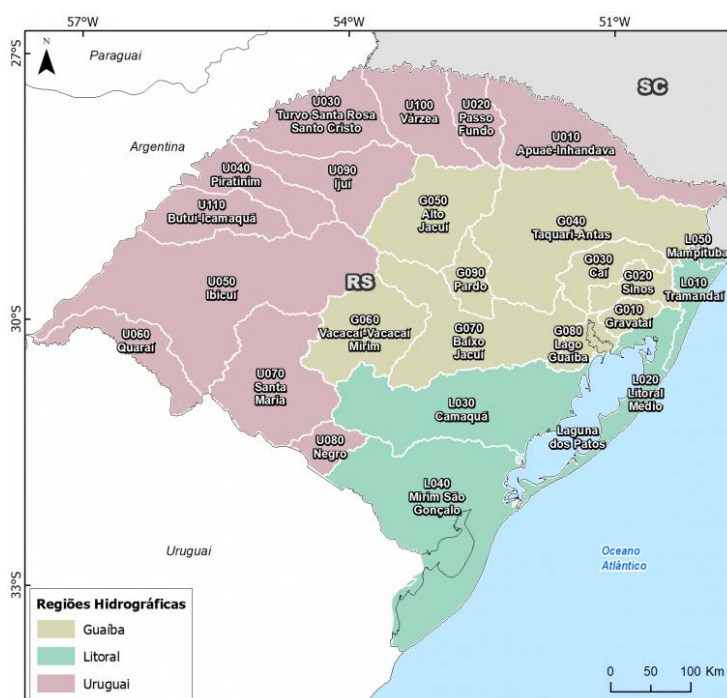 57°W
54°W
51°W
27°S
N
Paraguai
SC
U030
Turvo Santa Rosa
Santo Cristo
U100
Várzea
U020
Passo
Fundo
U010
Apuaê-Inhandava
Argentina
U040
Piratinim
U090
Ijuí
U110
Butuí-Icamaquã
G050
Alto
Jacuí
G040
Taquari-Antas
L050
Mampituba
G030
Caí
G020
Sinos
L010
Tramandaí
U050
Ibicuí
RS
G090
Pardo
30°S
G010
Gravataí
U060
Quaraí
G060
Vacacaí-Vacacaí
Mirim
G070
Baixo
Jacuí
G080
Lago
Guaíba
U070
Santa
Maria
L020
Litoral
Médio
L030
Camaquã
Laguna
dos Patos
U080
Negro
L040
Mirim São
Gonçalo
Uruguai
Oceano
Atlântico
33°S
Regiões Hidrográficas
Guaíba
Litoral
Uruguai
0 50 100 Km